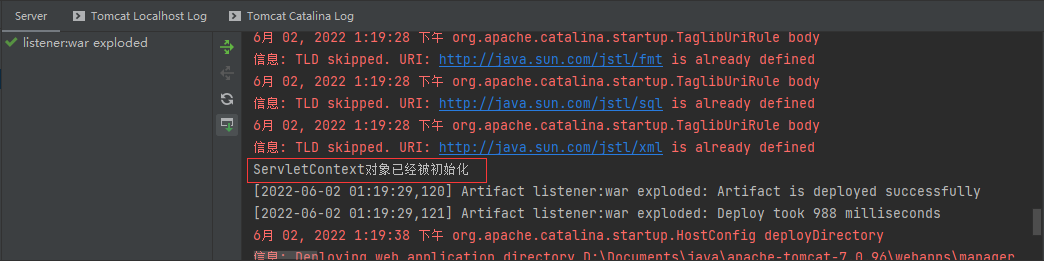 Server Tomcat Localhost Log Tomcat Catalina Log
listener:war exploded
6月 02, 2022 1:19:28 下午 org.apache.catalina.startup.TaglibUriRule body
信息: TLD skipped. URI: http://java.sun.com/jstl/fmt is already defined
6月 02, 2022 1:19:28 下午 org.apache.catalina.startup.TaglibUriRule body
信息: TLD skipped. URI: http://java.sun.com/jstl/sql is already defined
6月 02, 2022 1:19:28 下午 org.apache.catalina.startup.TaglibUriRule body
信息: TLD skipped. URI: http://java.sun.com/jstl/xml is already defined
ServletContext对象已经被初始化
[2022-06-02 01:19:29,120] Artifact listener:war exploded: Artifact is deployed successfully
[2022-06-02 01:19:29,121] Artifact listener:war exploded: Deploy took 988 milliseconds
6月 02, 2022 1:19:38 下午 org.apache.catalina.startup.HostConfig deployDirectory
信息: Deploying web application directory D:\Documents\java\apache-tomcat-7.0.96\webapps\manager